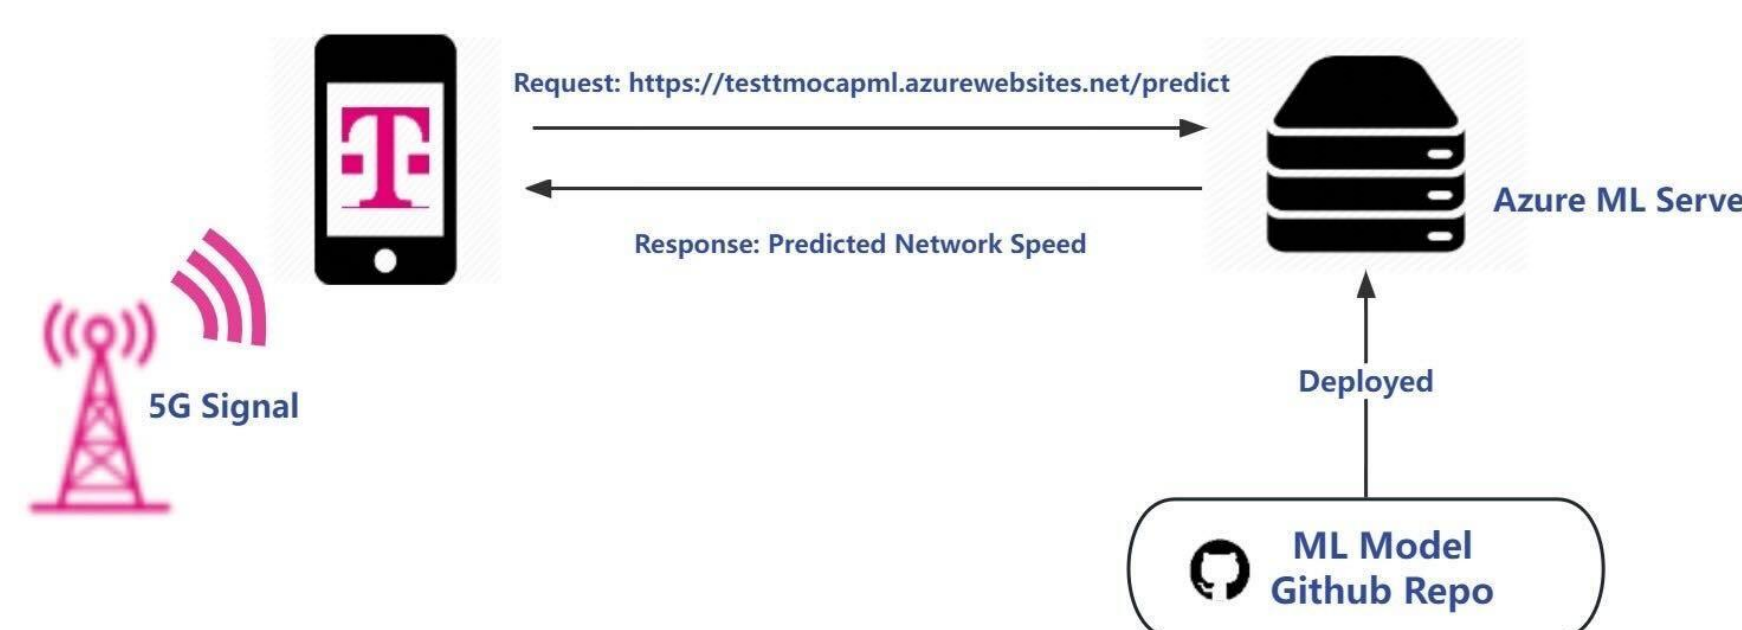 Request: https://testtmocapml.azurewebsites.net/predict
Response: Predicted Network Speed
Azure ML Serve
5G Signal
Deployed
ML Model
Github Repo